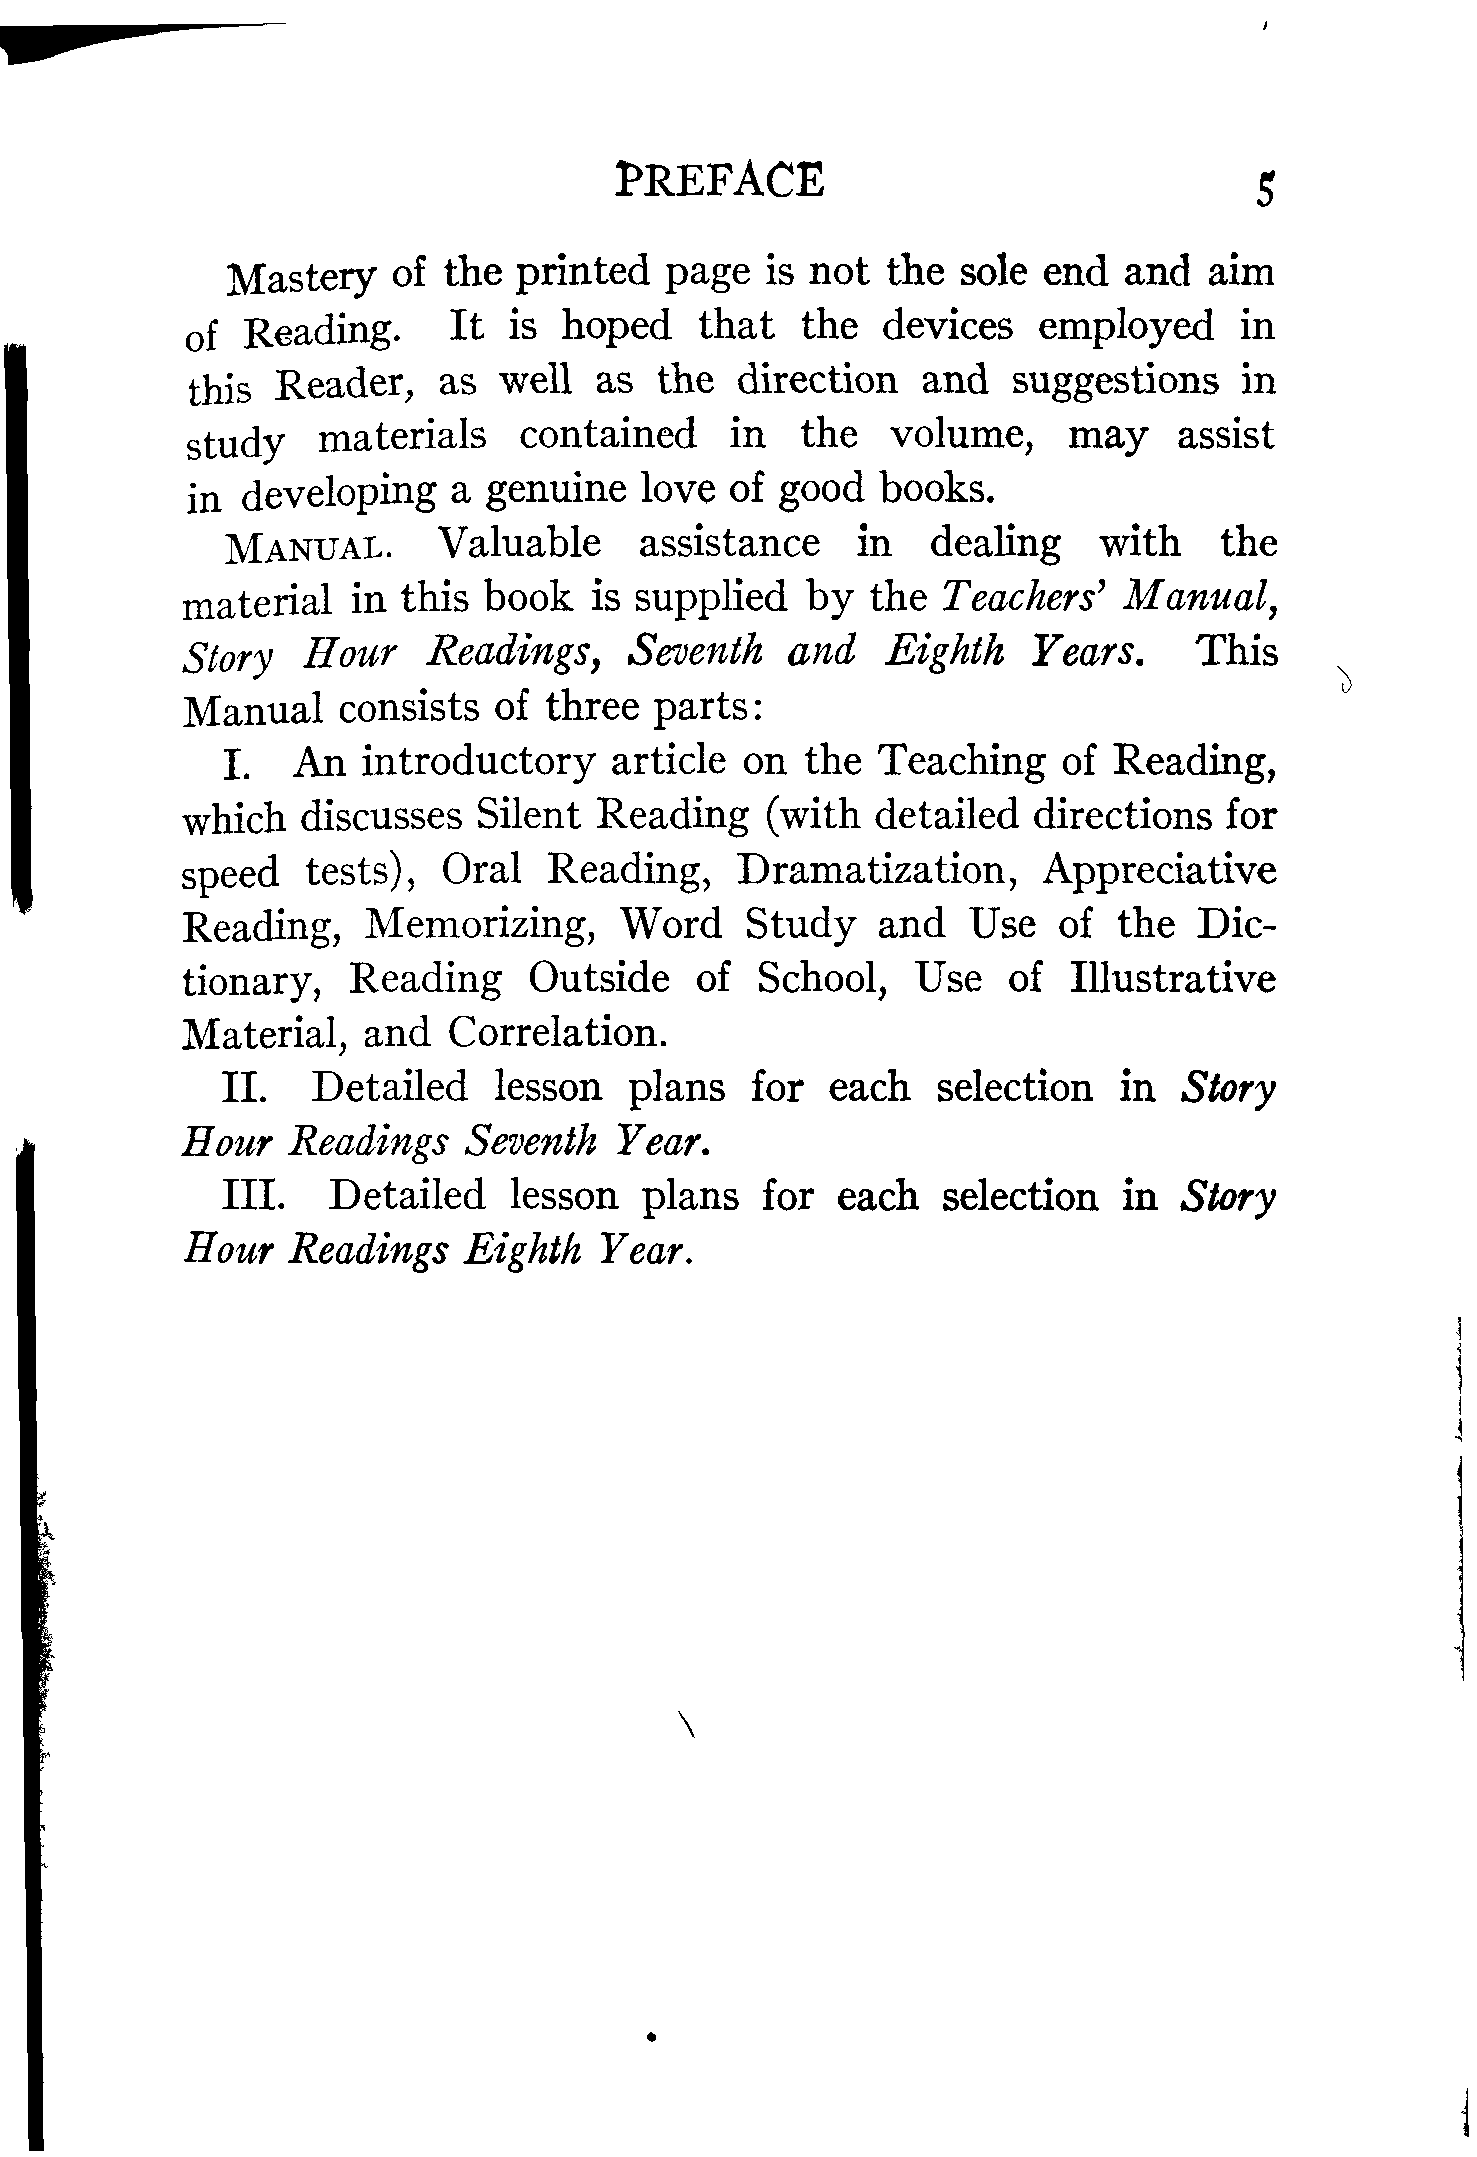 PREFACE 5
Mastery of the printed page is not the sole end and aim
of Reading. It is hoped that the devices employed in
this Reader, as well as the direction and suggestions in
study materials contained in the volume, may assist
in developing a genuine love of good books.
MANUAL. Valuable assistance in dealing with the
material in this book is supplied by the Teachers' Manual,
Story Hour Readings, Seventh and Eighth Years. This
Manual consists of three parts:
I. An introductory article on the Teaching of Reading,
which discusses Silent Reading (with detailed directions for
speed tests), Oral Reading, Dramatization, Appreciative
Reading, Memorizing, Word Study and Use of the Dic-
tionary, Reading Outside of School, Use of Illustrative
Material, and Correlation.
II. Detailed lesson plans for each selection in Story
Hour Readings Seventh Year.
III. Detailed lesson plans for each selection in Story
Hour Readings Eighth Year.